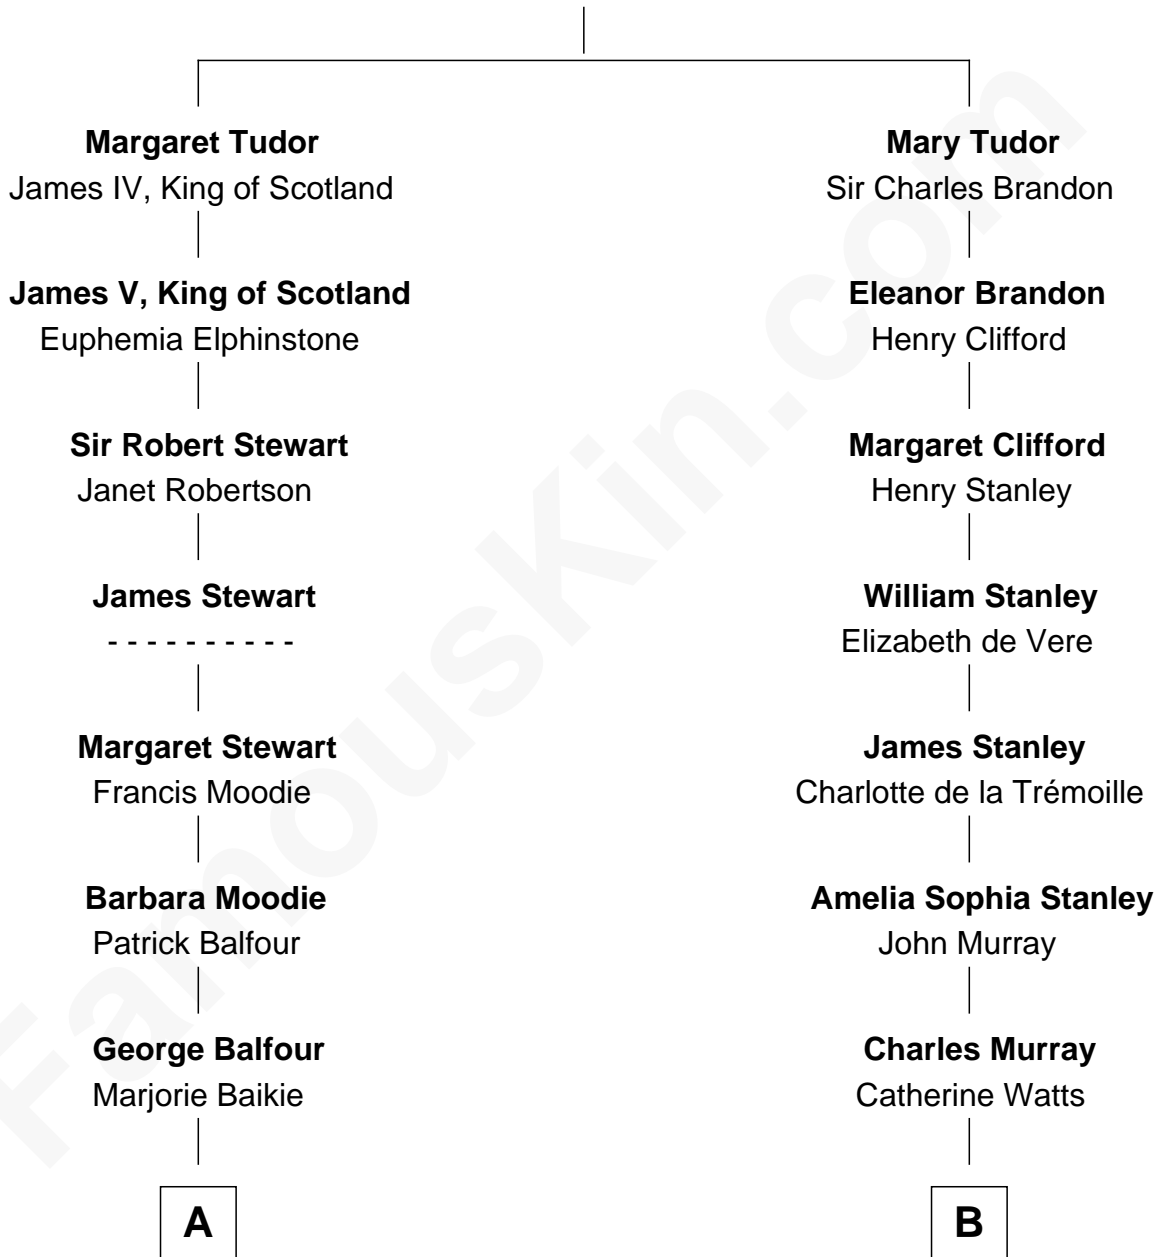 Margaret Tudor
James IV, King of Scotland
James V, King of Scotland
Euphemia Elphinstone
Sir Robert Stewart
Janet Robertson
James Stewart
- - - - - - - - - -
Margaret Stewart
Francis Moodie
Barbara Moodie
Patrick Balfour
George Balfour
Marjorie Baikie
A
Mary Tudor
Sir Charles Brandon
Eleanor Brandon
Henry Clifford
Margaret Clifford
Henry Stanley
William Stanley
Elizabeth de Vere
James Stanley
Charlotte de la Trémoille
Amelia Sophia Stanley
John Murray
Charles Murray
Catherine Watts
B
FamousKin.com